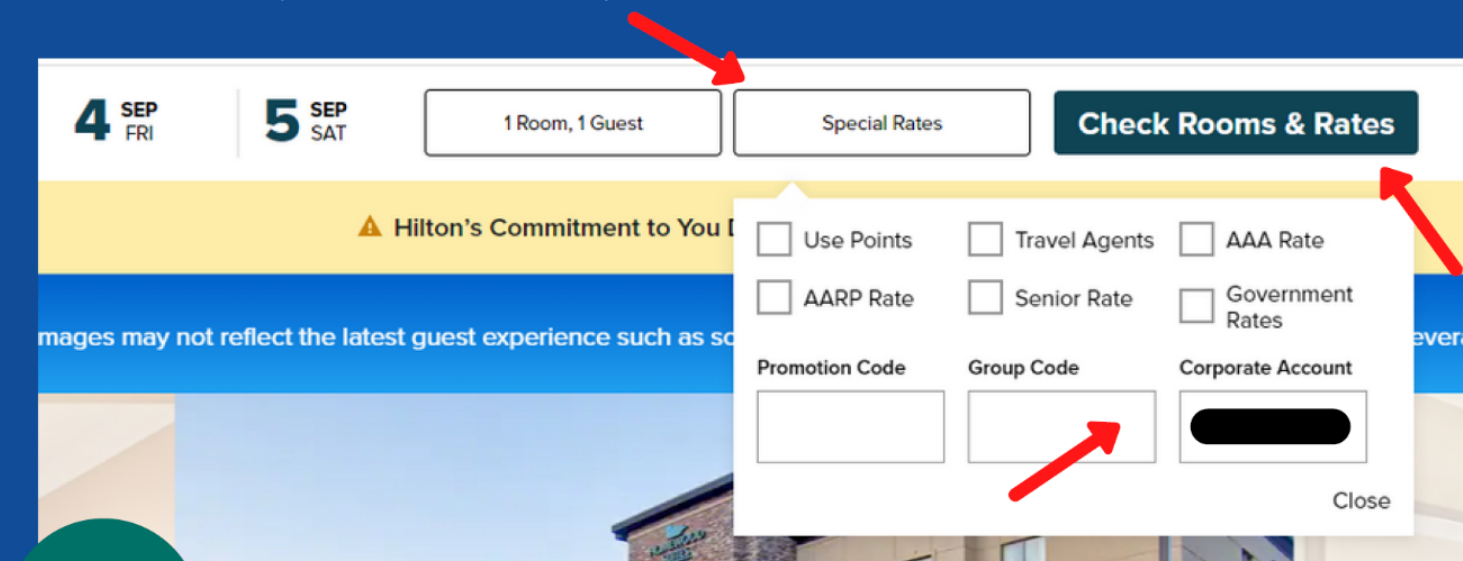 4 SEP FRI
5 SEP SAT
1 Room, 1 Guest
Special Rates
Check Rooms & Rates
Hilton's Commitment to You
Use Points
Travel Agents
AAA Rate
AARP Rate
Senior Rate
Government
Rates
mages may not reflect the latest guest experience such as
Promotion Code
Group Code
Corporate Account
Close
HOMEWOOD
SUITES